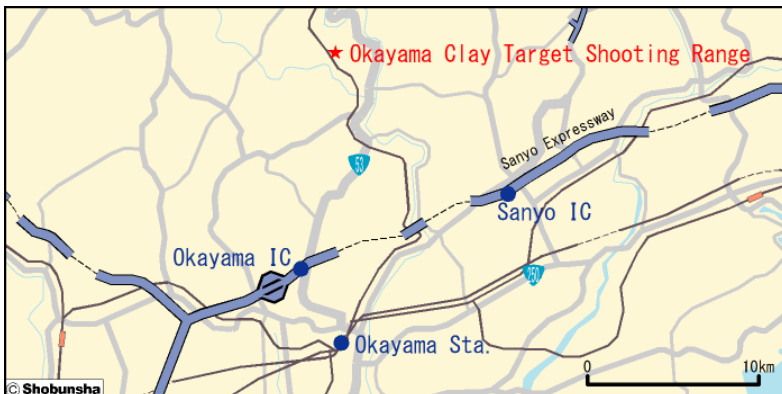 Okayama Clay Target Shooting Range
Sanyo Expressway
53
Sanyo IC
Okayama IC
250
Okayama Sta.
0 10km
© Shobunsha